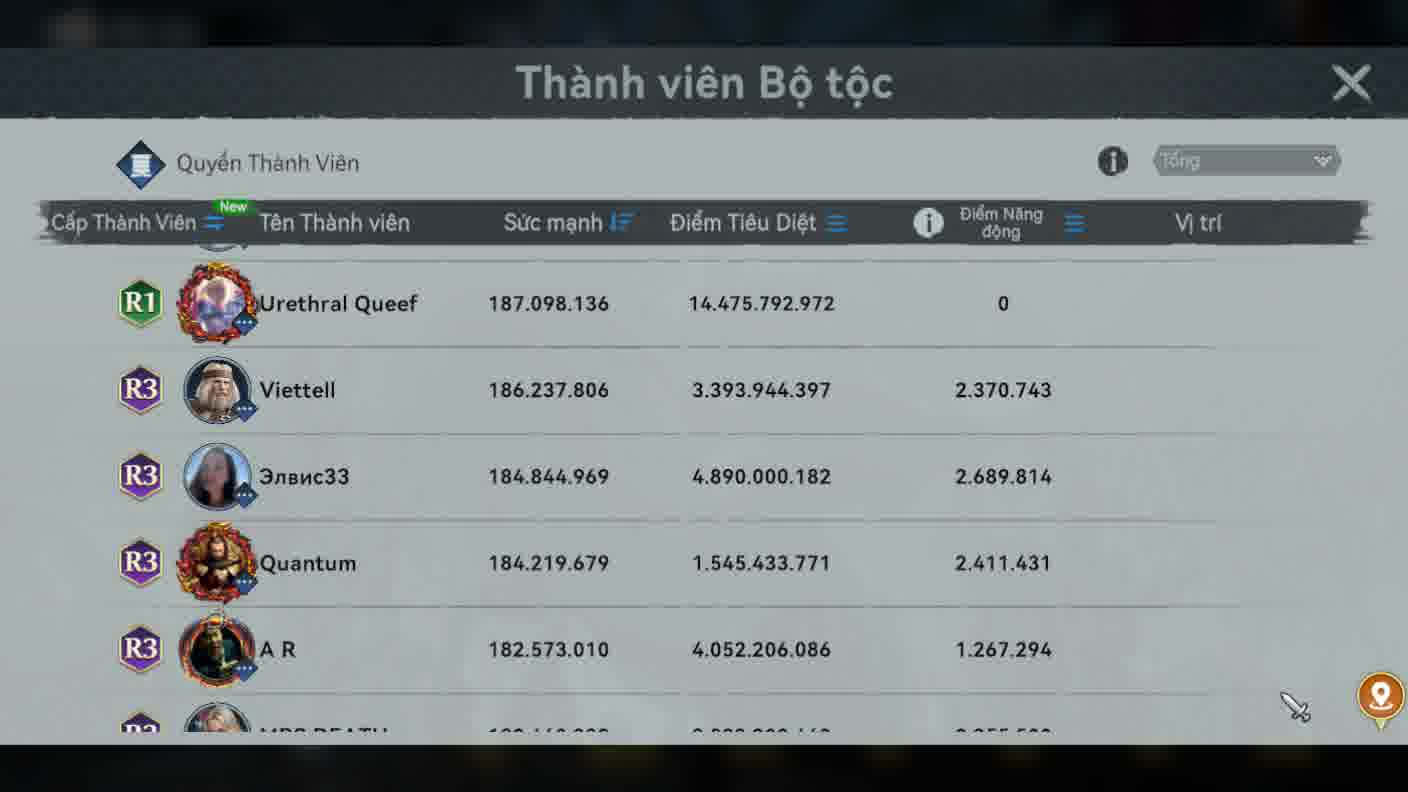 Thành viên Bộ tộc
Quyền Thành Viên
Tổng
New
Cấp Thành Viên Tên Thành viên Sức mạnh Điểm Tiêu Diệt Điểm Năng động Vị trí
R1 Urethral Queef 187.098.136 14.475.792.972 0
R3 Viettell 186.237.806 3.393.944.397 2.370.743
R3 Элвис33 184.844.969 4.890.000.182 2.689.814
R3 Quantum 184.219.679 1.545.433.771 2.411.431
R3 A R 182.573.010 4.052.206.086 1.267.294